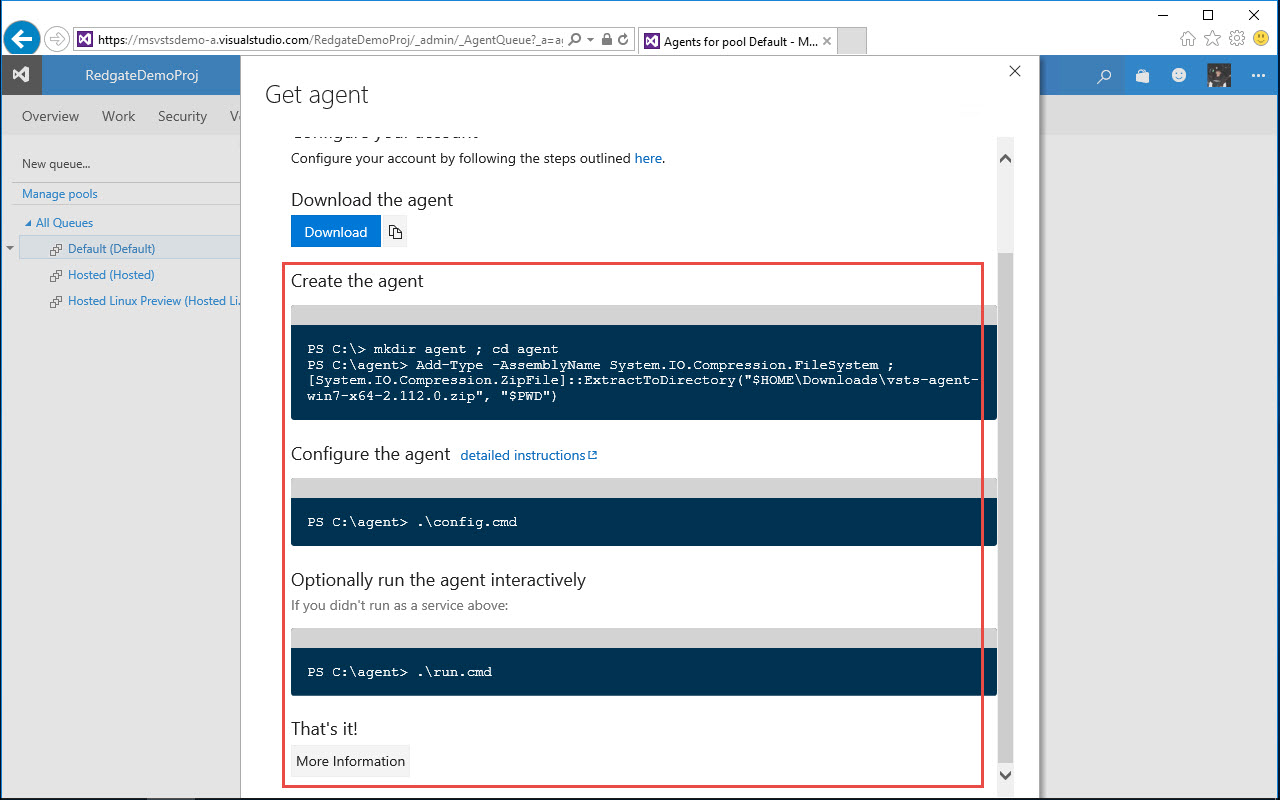 https://msvstsdemo-a.visualstudio.com/RedgateDemoProj/_admin/_AgentQueue?_a=a
Agents for pool Default - M...
RedgateDemoProj
Overview
Work
Security
New queue...
Manage pools
All Queues
Default (Default)
Hosted (Hosted)
Hosted Linux Preview (Hosted Li...
Get agent
Configure your account
Configure your account by following the steps outlined here.
Download the agent
Download
Create the agent
PS C:\> mkdir agent ; cd agent
PS C:\agent> Add-Type -AssemblyName System.IO.Compression.FileSystem ;
[System.IO.Compression.ZipFile]::ExtractToDirectory("$HOME\Downloads\vsts-agent-
win7-x64-2.112.0.zip", "$PWD")
Configure the agent detailed instructions
PS C:\agent> .\config.cmd
Optionally run the agent interactively
If you didn't run as a service above:
PS C:\agent> .\run.cmd
That's it!
More Information